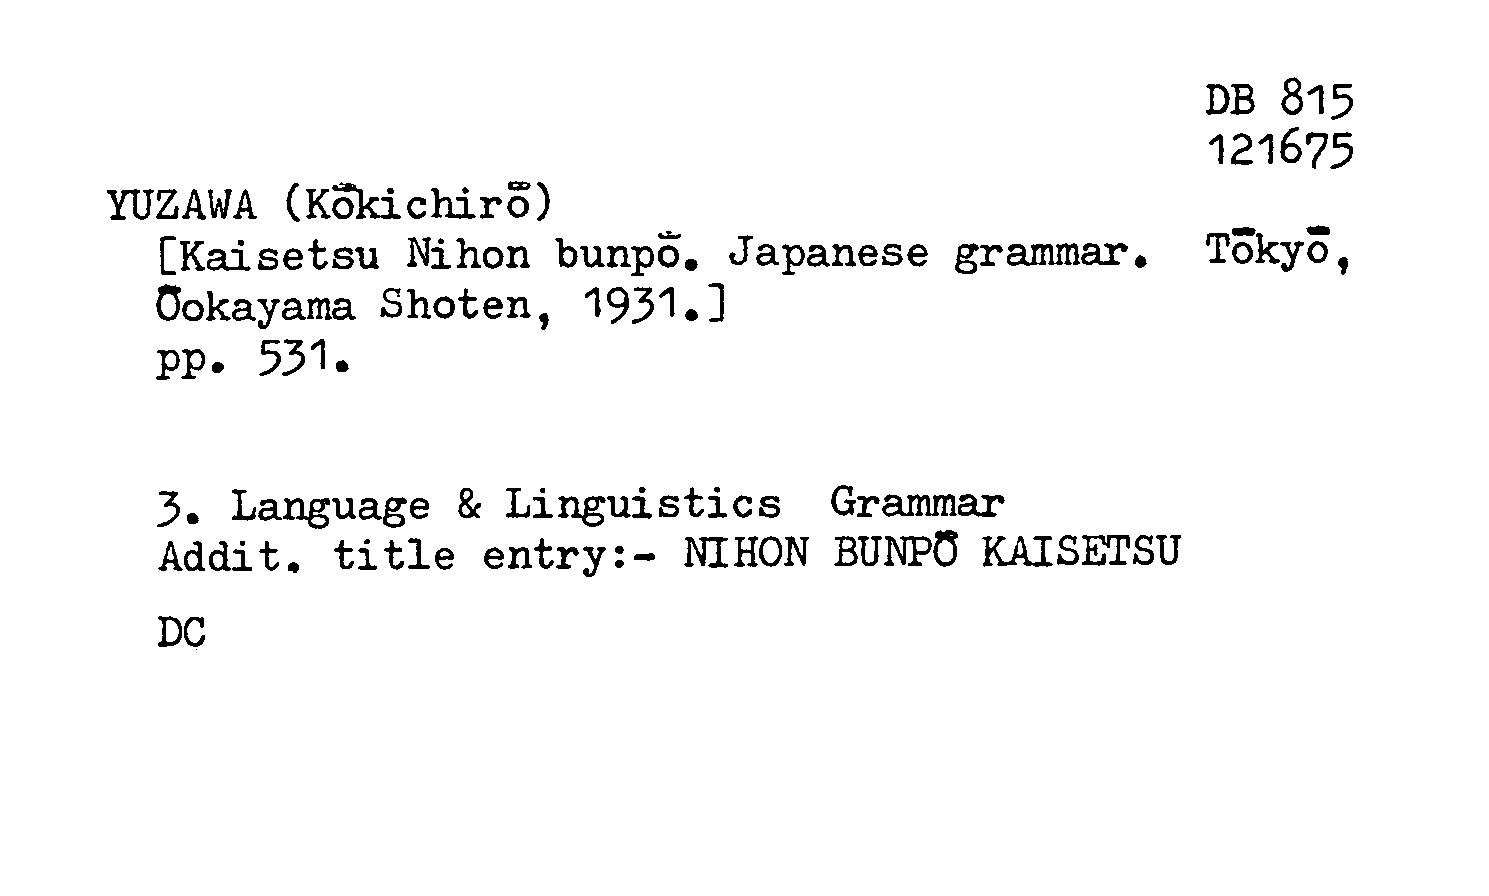 DB 815
121675
YUZAWA (Kōkichirō)
[Kaisetsu Nihon bunpō. Japanese grammar. Tōkyō,
Ōokayama Shoten, 1931.]
pp. 531.
3. Language & Linguistics Grammar
Addit. title entry:- NIHON BUNPŌ KAISETSU
DC